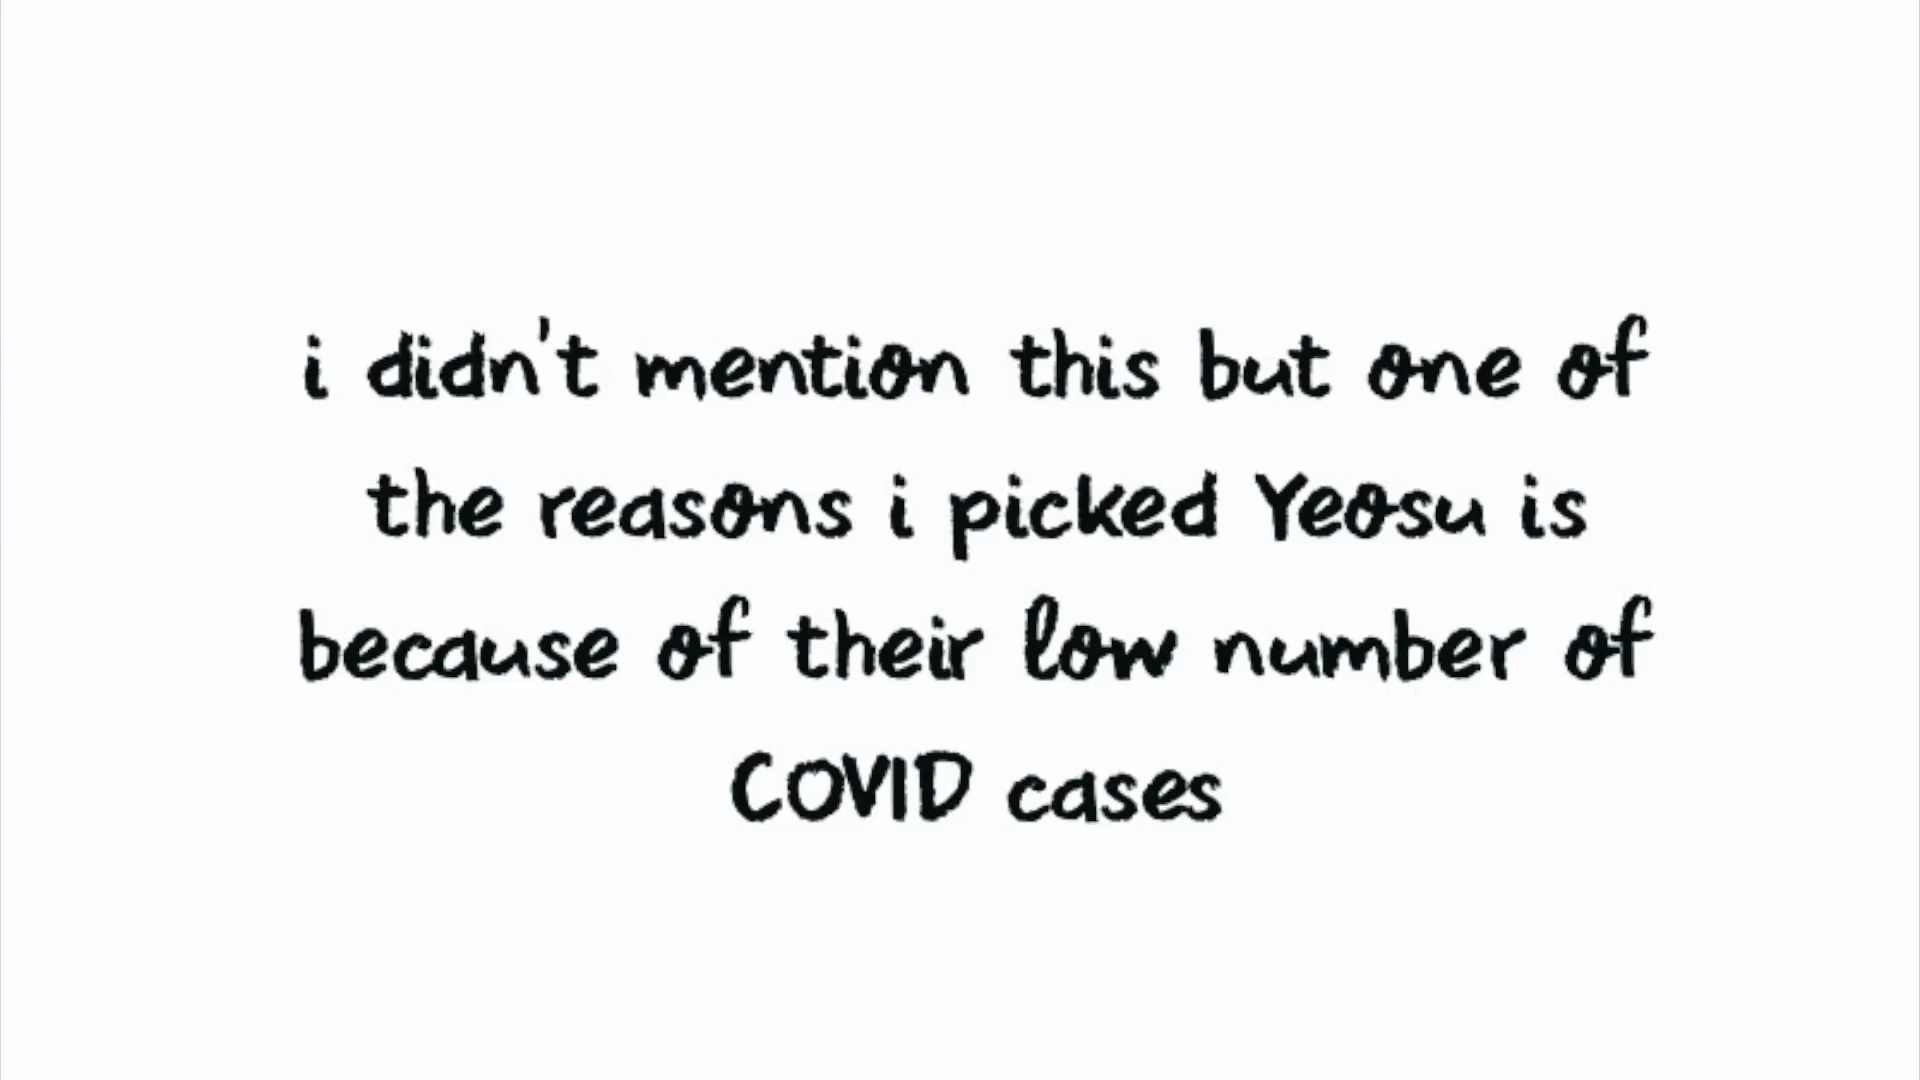 i didn't mention this but one of
the reasons i picked Yeosu is
because of their low number of
COVID cases